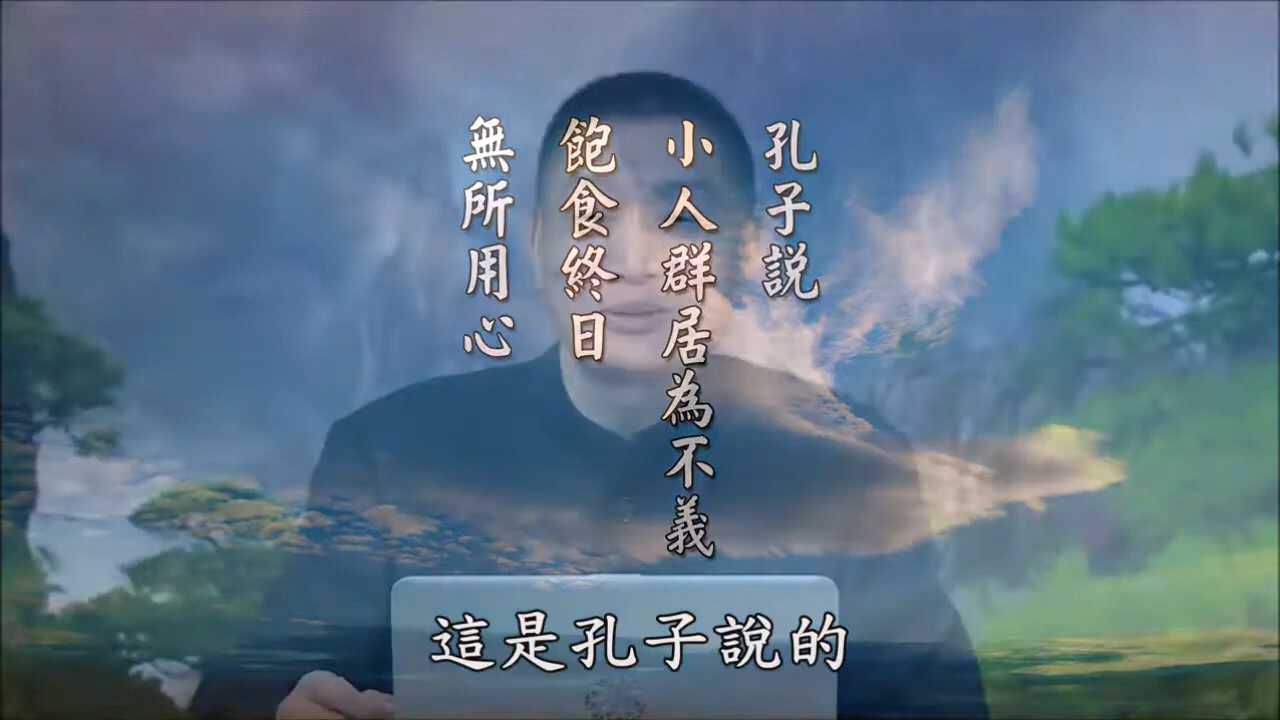 孔子説
小人群居為不義
飽食終日
無所用心
這是孔子說的